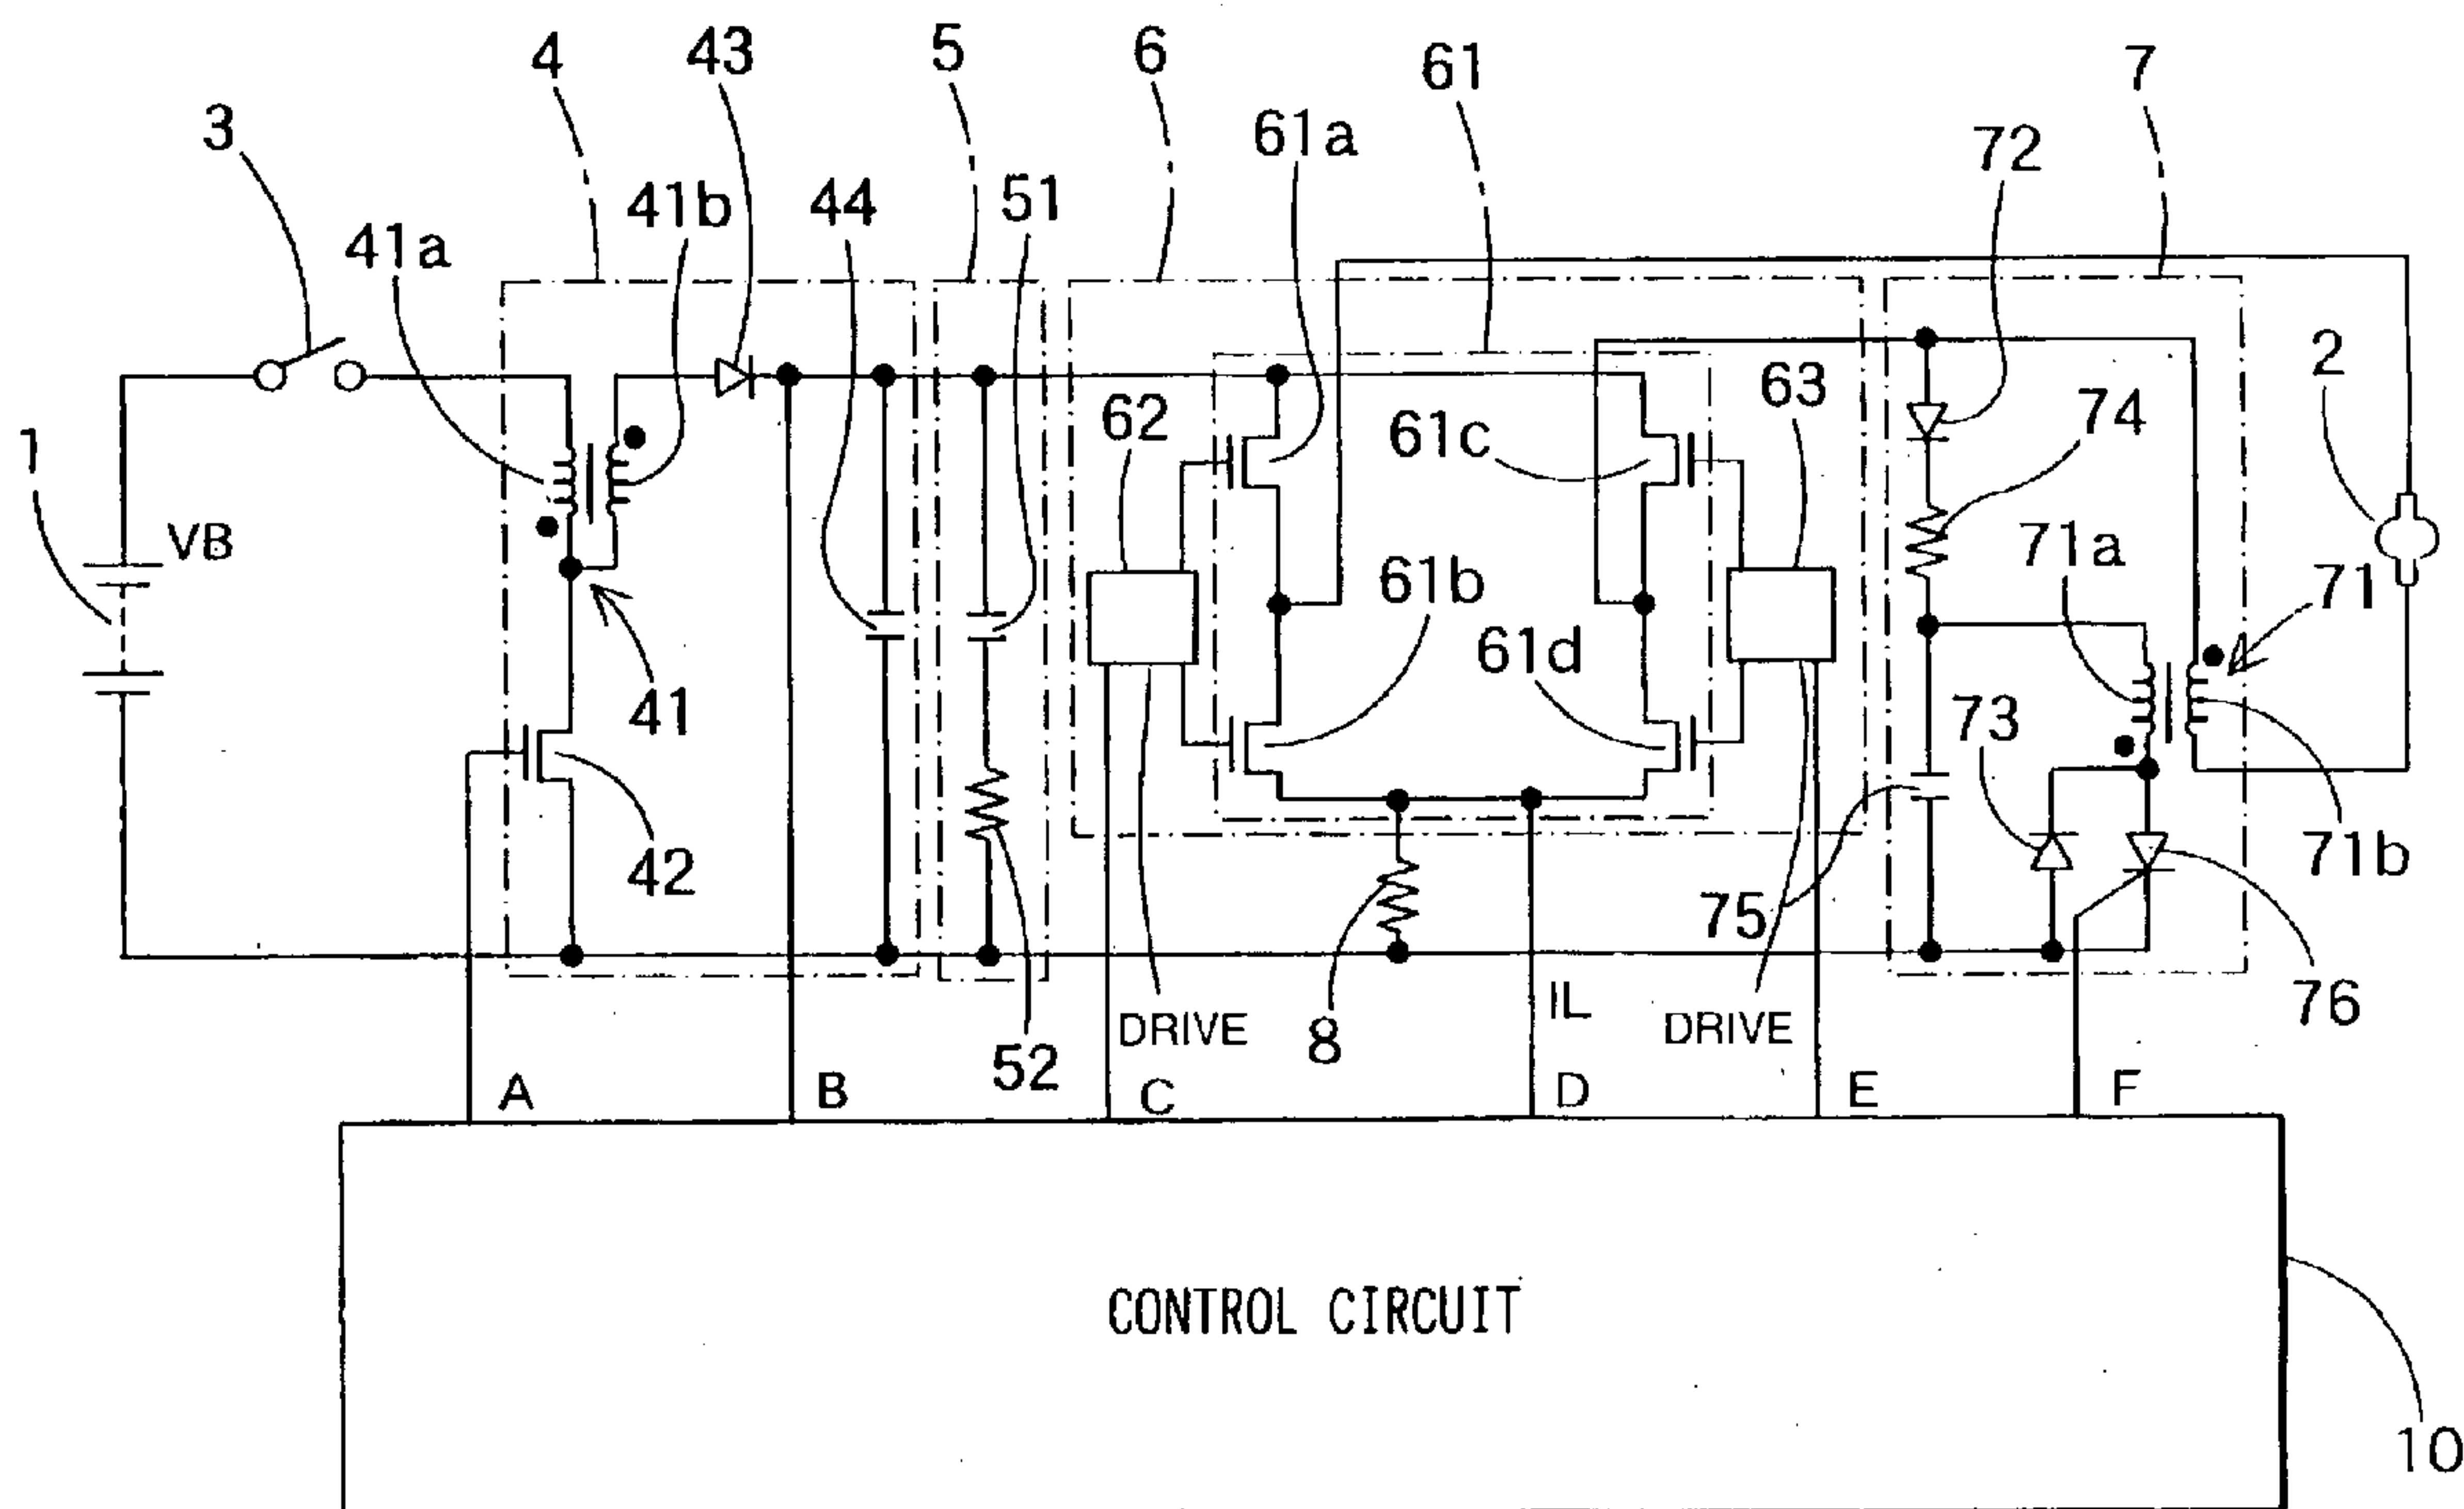 4
43
5
6
61
7
3
61a
72
41a
41b
44
51
2
1
62
61c
63
74
VB
71a
71
61b
61d
41
73
42
75
71b
IL
76
DRIVE
8
DRIVE
52
A
B
C
D
E
F
CONTROL CIRCUIT
10